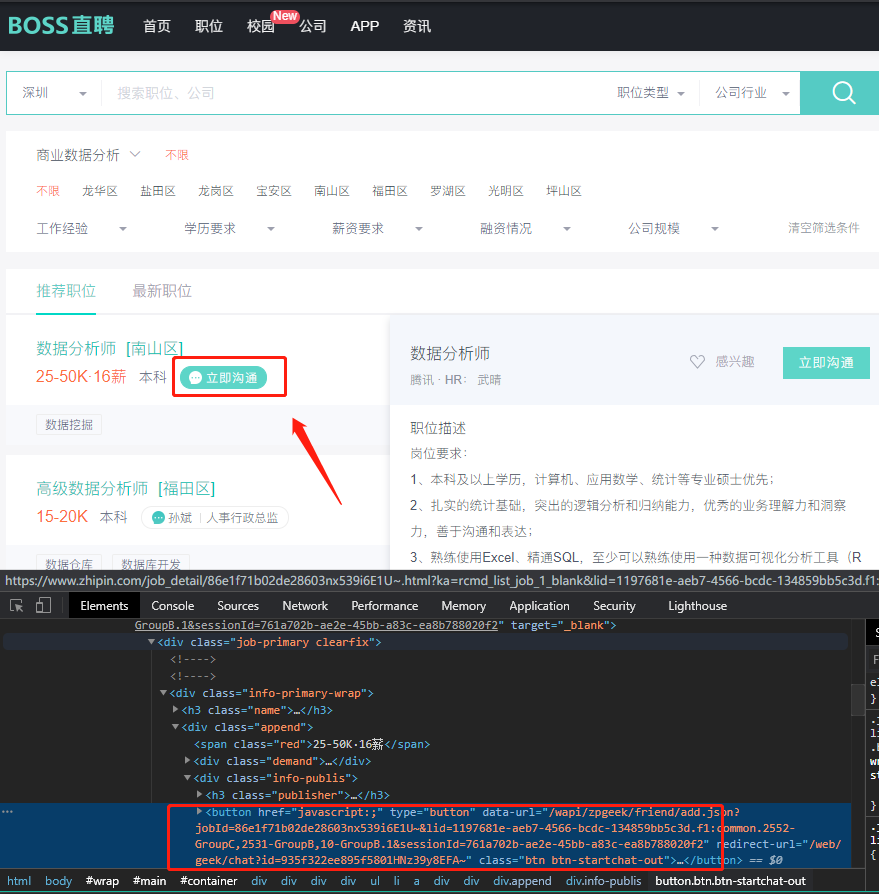 BOSS直聘 首页 职位 校园 New 公司 APP 资讯
深圳 搜索职位、公司 职位类型 公司行业
商业数据分析 不限
不限 龙华区 盐田区 龙岗区 宝安区 南山区 福田区 罗湖区 光明区 坪山区
工作经验 学历要求 薪资要求 融资情况 公司规模 清空筛选条件
推荐职位 最新职位
数据分析师 [南山区]
25-50K·16薪 本科 立即沟通
数据挖掘
高级数据分析师 [福田区]
15-20K 本科 孙斌 人事行政总监
数据仓库 数据库开发
数据分析师 感兴趣 立即沟通
腾讯·HR: 武晴
职位描述
岗位要求:
1、本科及以上学历，计算机、应用数学、统计等专业硕士优先；
2、扎实的统计基础，突出的逻辑分析和归纳能力，优秀的业务理解力和洞察
力，善于沟通和表达；
3、熟练使用Excel、精通SQL，至少可以熟练使用一种数据可视化分析工具（R
https://www.zhipin.com/job_detail/86e1f71b02de28603nx539i6E1U~.html?ka=rcmd_list_job_1_blank&lid=1197681e-aeb7-4566-bcdc-134859bb5c3d.f1:
Elements Console Sources Network Performance Memory Application Security Lighthouse
GroupB.1&sessionId=761a702b-ae2e-45bb-a83c-ea8b788020f2" target="_blank">
<div class="job-primary clearfix">
<!---->
<!---->
<div class="info-primary-wrap">
<h3 class="name">…</h3>
<div class="append">
<span class="red">25-50K·16薪</span>
<div class="demand">…</div>
<div class="info-publis">
<h3 class="publisher">…</h3>
<button href="javascript:;" type="button" data-url="/wapi/zpgeek/friend/add.json?
jobId=86e1f71b02de28603nx539i6E1U~&lid=1197681e-aeb7-4566-bcdc-134859bb5c3d.f1:common.2552-
GroupC,2531-GroupB,10-GroupB.1&sessionId=761a702b-ae2e-45bb-a83c-ea8b788020f2" redirect-url="/web/
geek/chat?id=935f322ee895f5801HNz39y8EFA~" class="btn btn-startchat-out">…</button> == $0
html body #wrap #main #container div div div div ul li a div div div.append div.info-publis button.btn.btn-startchat-out